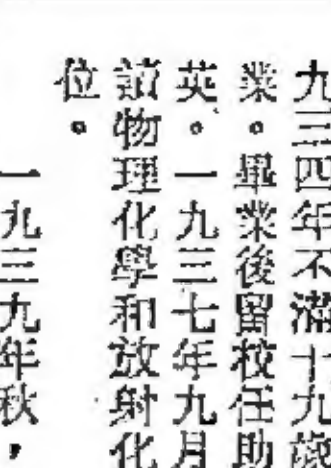 九三四年不滿十九歲
業。畢業後留校任助
英。一九三七年九月
讀物理化學和放射化
位。
一九三九年秋，